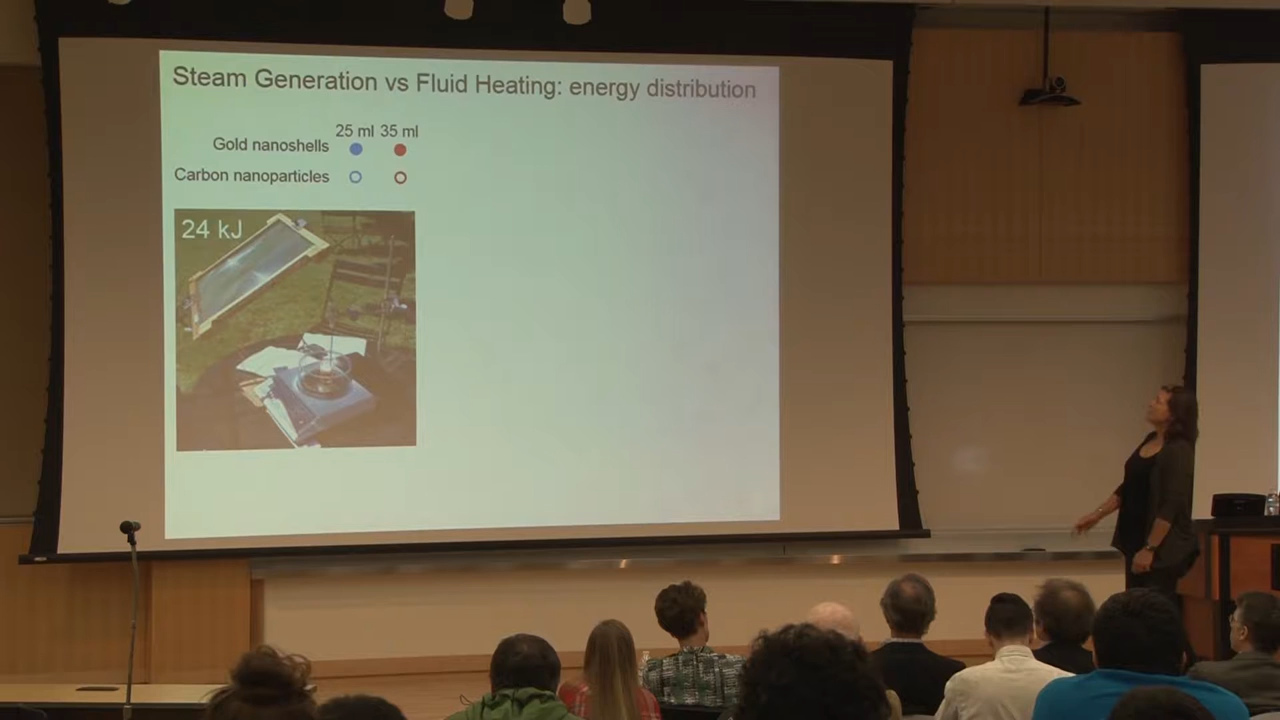 Steam Generation vs Fluid Heating: energy distribution
25 ml 35 ml
Gold nanoshells
Carbon nanoparticles
24 kJ